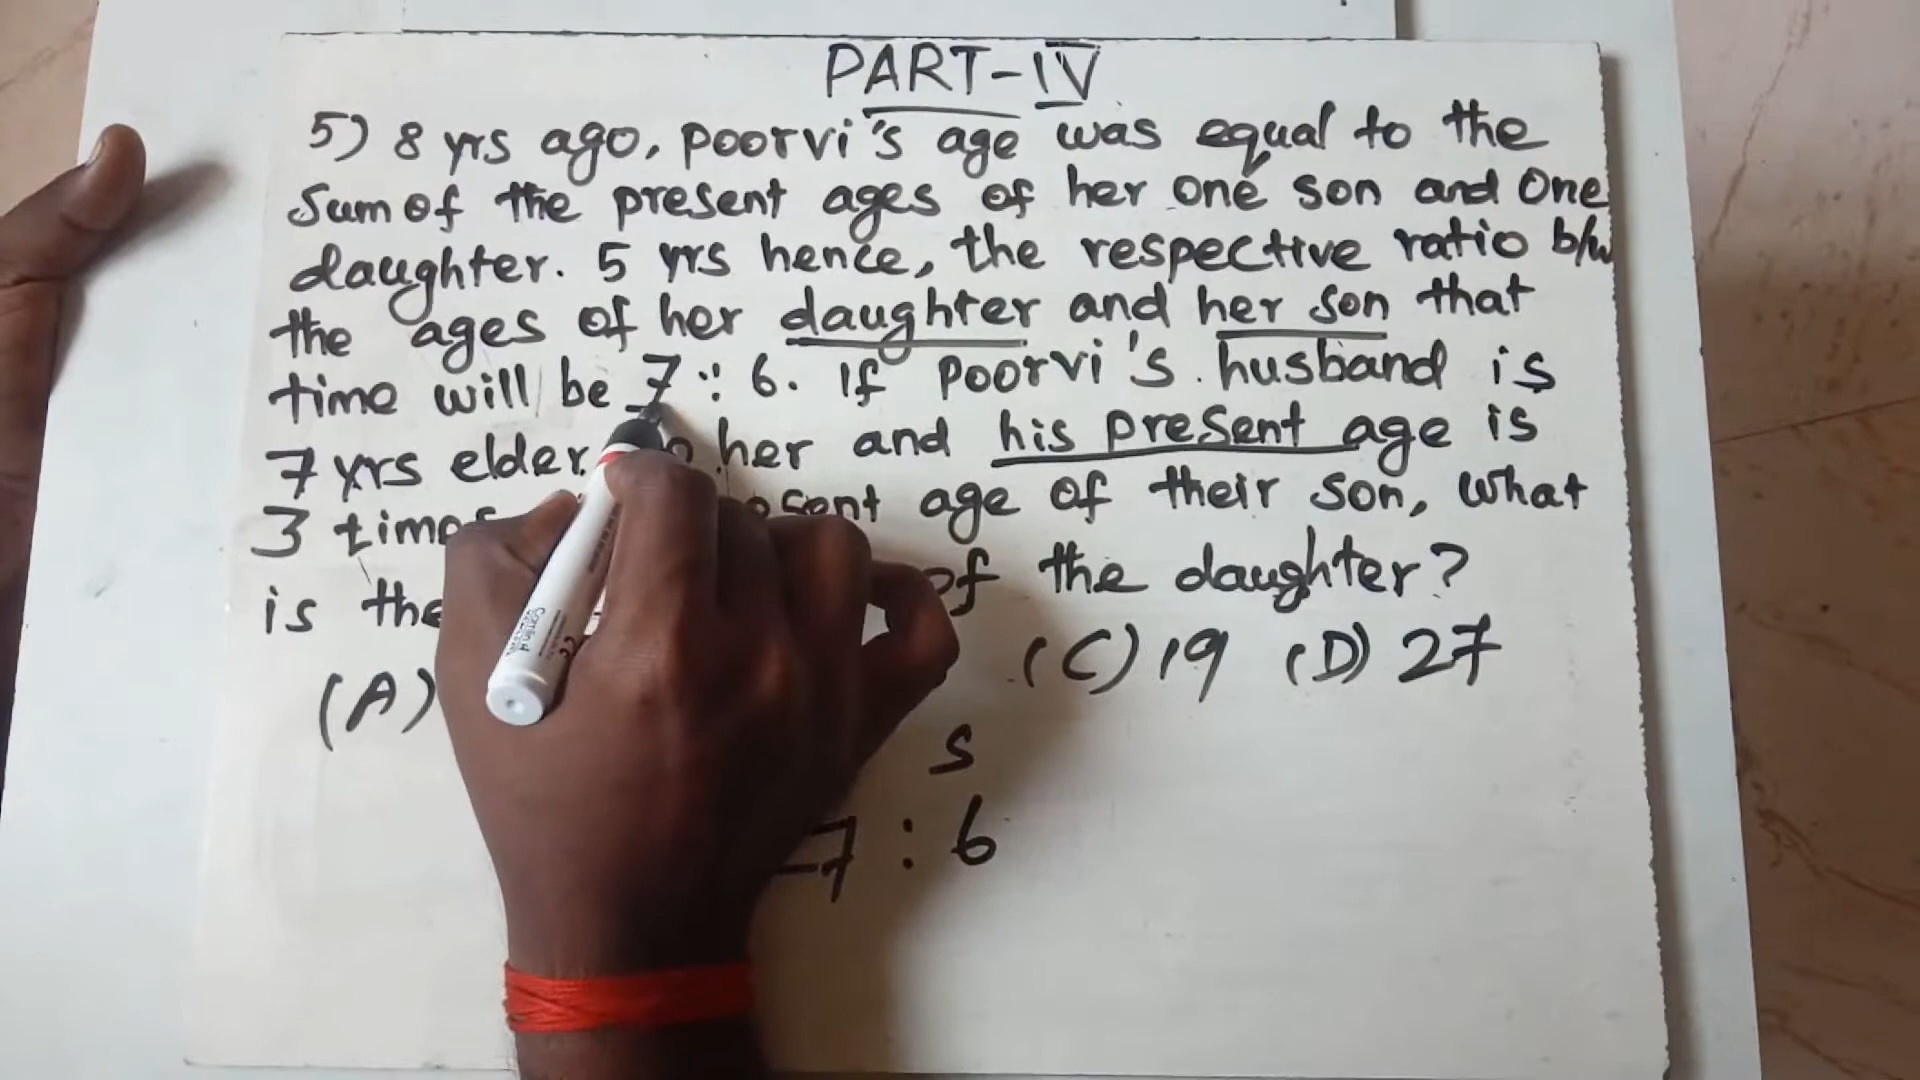 PART-IV
5) 8 yrs ago, poorvi's age was equal to the
sum of the present ages of her one son and one
daughter. 5 yrs hence, the respective ratio b/w
the ages of her daughter and her son that
time will be 7 : 6. If poorvi's husband is
7 yrs elder her and his present age is
3 times age of their son, what
is the of the daughter?
(A) (C) 19 (D) 27
s
7 : 6